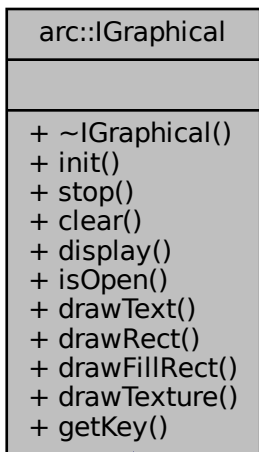 arc::IGraphical
+ ~IGraphical()
+ init()
+ stop()
+ clear()
+ display()
+ isOpen()
+ drawText()
+ drawRect()
+ drawFillRect()
+ drawTexture()
+ getKey()